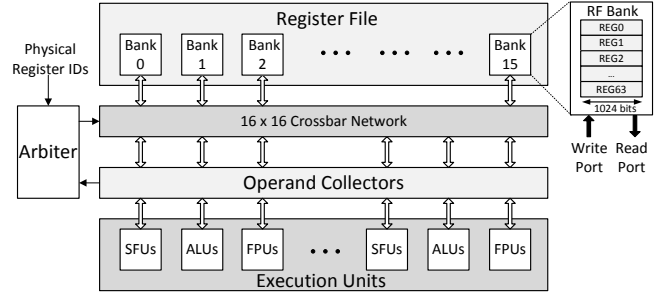 Register File
Bank
0
Bank
1
Bank
2
... ... ...
Bank
15
RF Bank
REG0
REG1
REG2
...
REG63
1024 bits
Write
Port
Read
Port
Physical
Register IDs
Arbiter
16 x 16 Crossbar Network
Operand Collectors
SFUs
ALUs
FPUs
...
SFUs
ALUs
FPUs
Execution Units